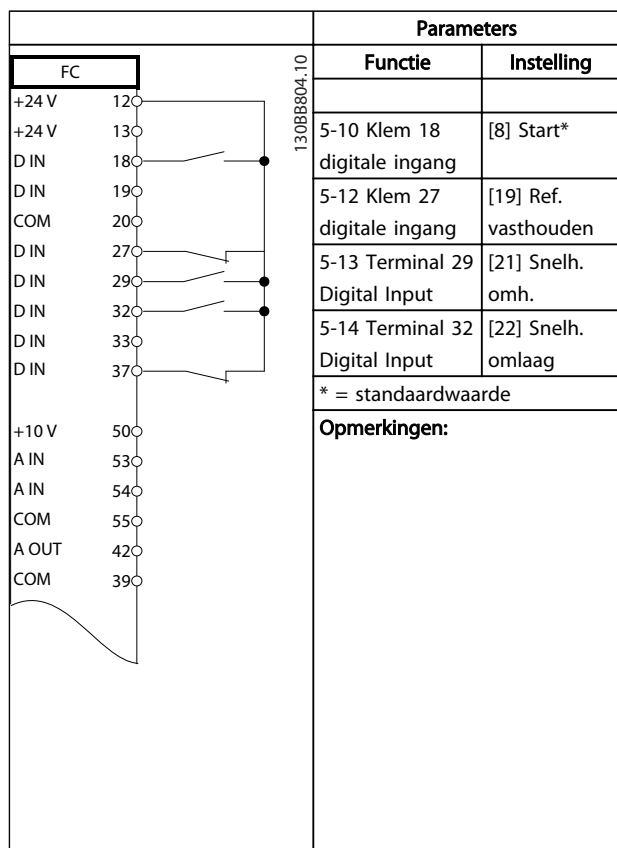 Parameters
FC
130BB804.10
Functie Instelling
+24 V 12
+24 V 13
D IN 18
D IN 19
COM 20
D IN 27
D IN 29
D IN 32
D IN 33
D IN 37
+10 V 50
A IN 53
A IN 54
COM 55
A OUT 42
COM 39
5-10 Klem 18 [8] Start*
digitale ingang
5-12 Klem 27 [19] Ref.
digitale ingang vasthouden
5-13 Terminal 29 [21] Snelh.
Digital Input omh.
5-14 Terminal 32 [22] Snelh.
Digital Input omlaag
* = standaardwaarde
Opmerkingen: